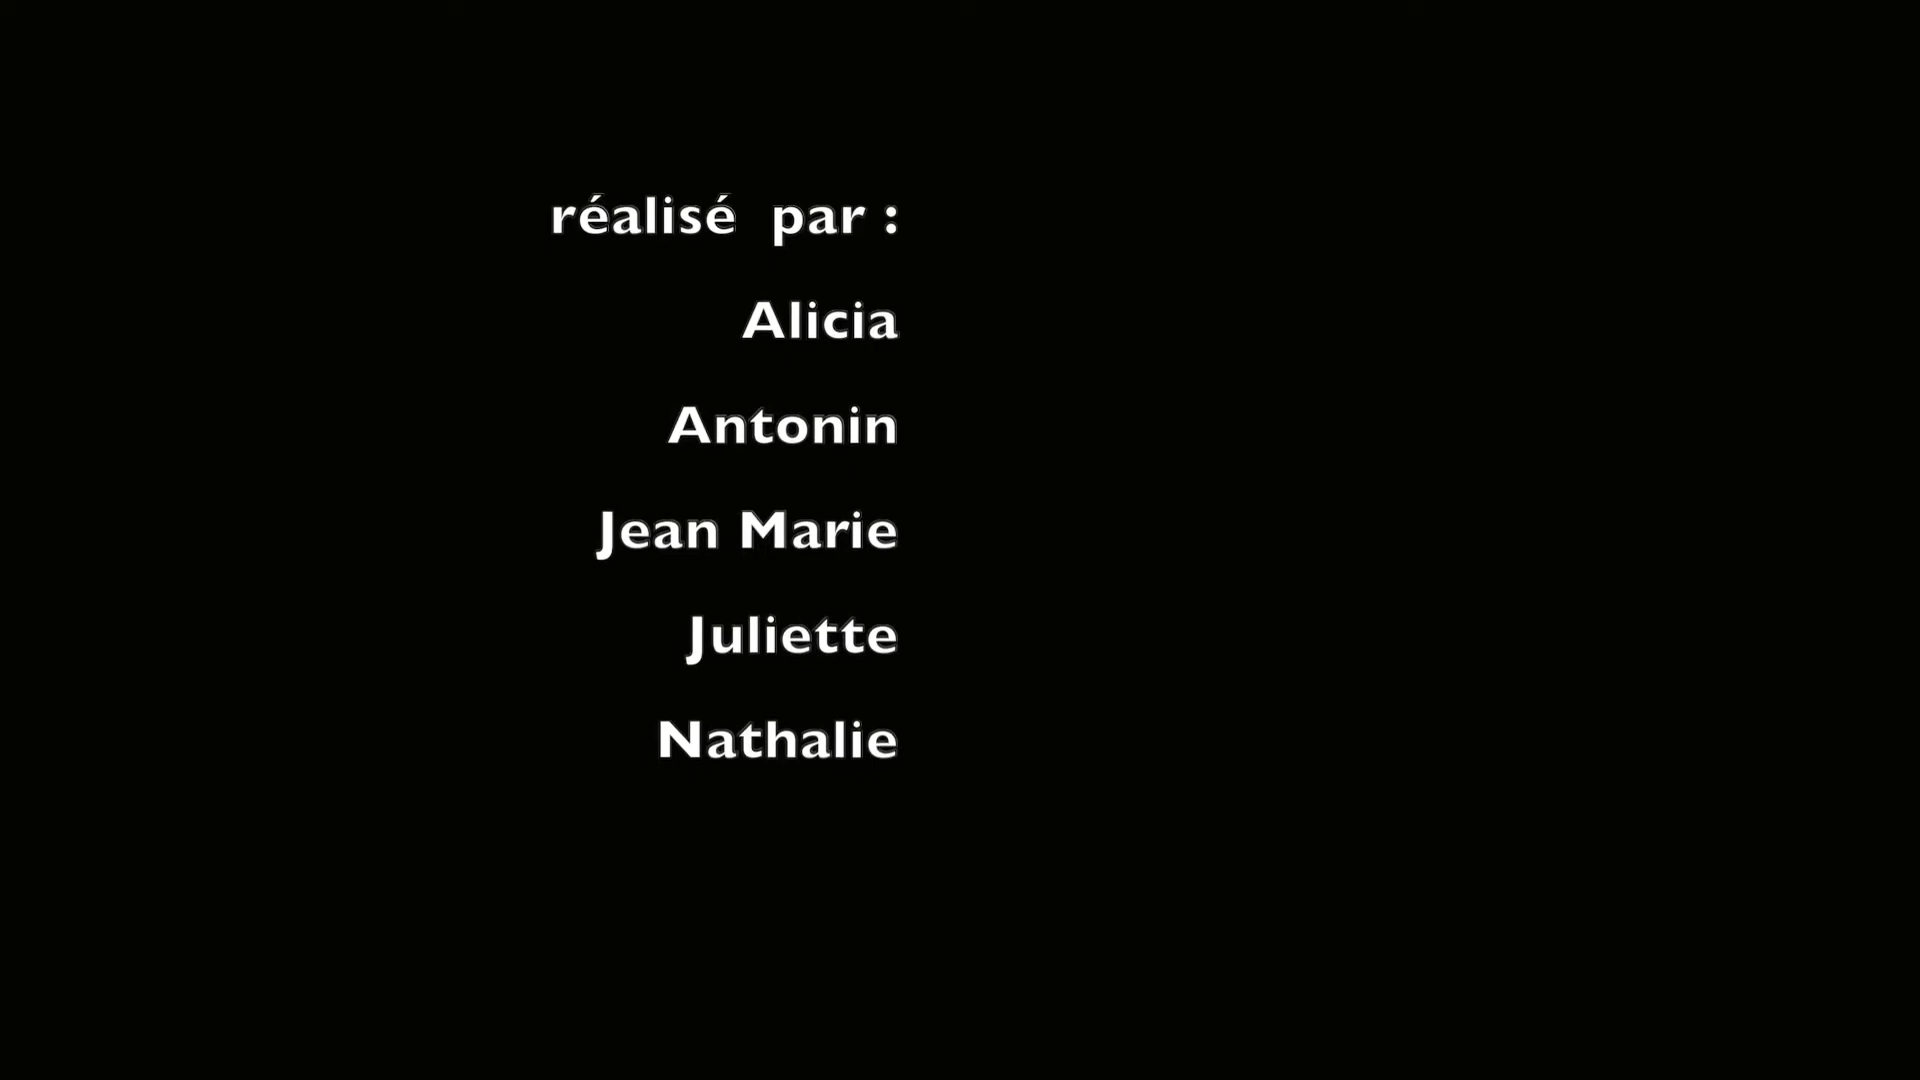 réalisé  par :
Alicia
Antonin
Jean Marie
Juliette
Nathalie